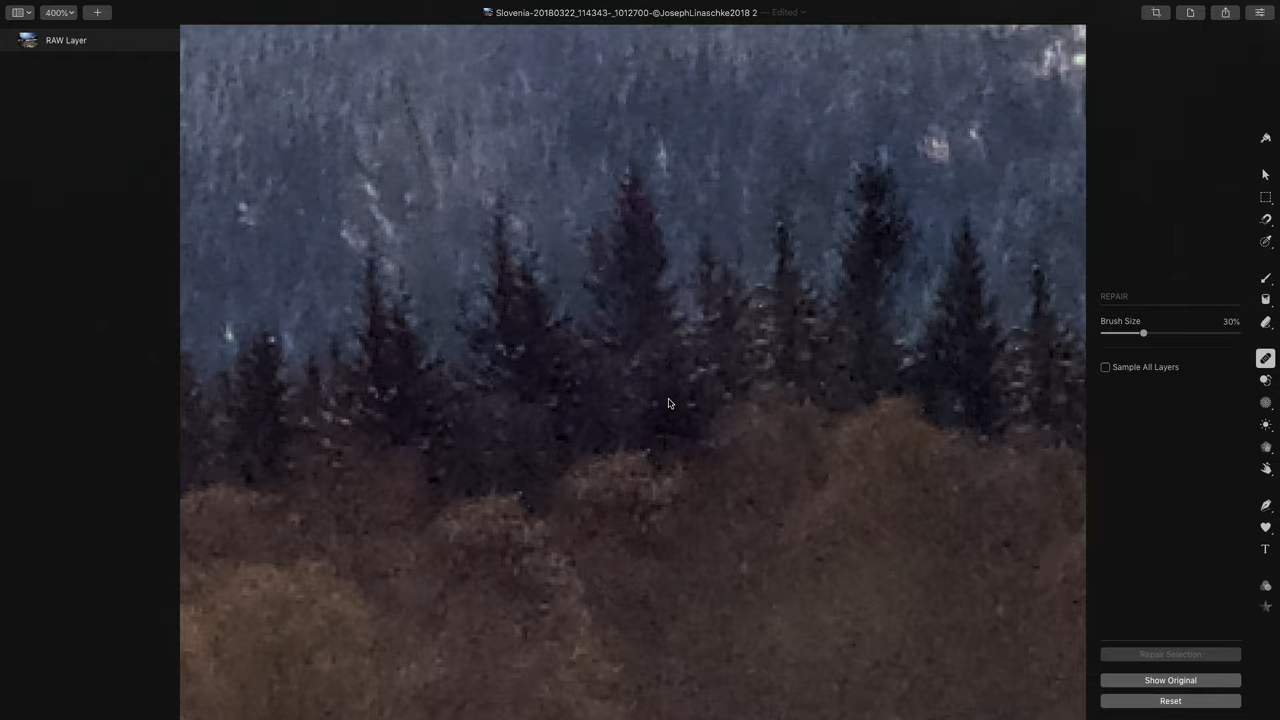 Slovenia-20180322_114343-_1012700-©JosephLinaschke2018 2 — Edited
400%
RAW Layer
REPAIR
Brush Size 30%
Sample All Layers
T
Repair Selection
Show Original
Reset